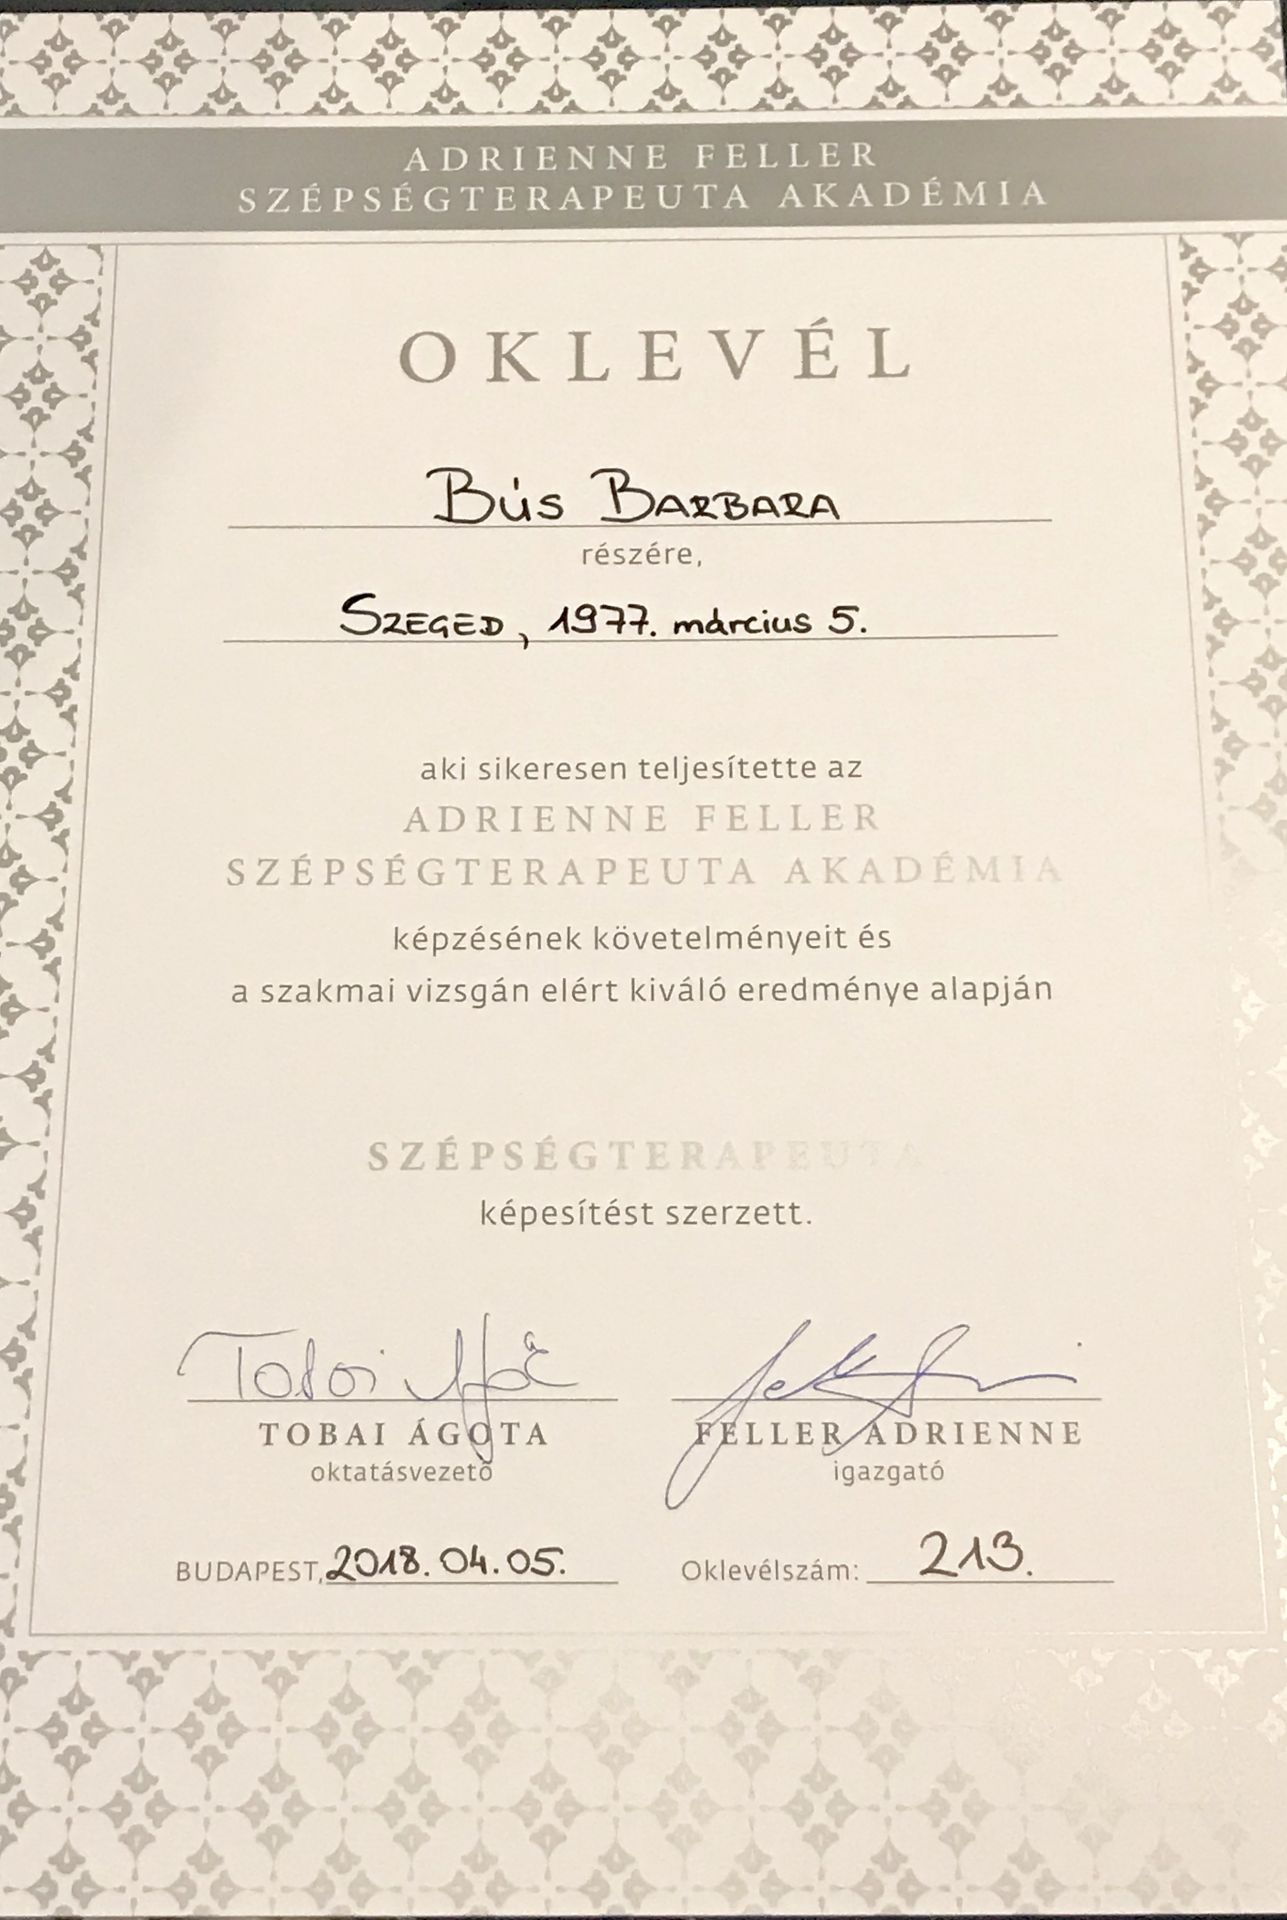 ADRIENNE FELLER
SZÉPSÉGTERAPEUTA AKADÉMIA
OKLEVÉL
Bús Barbara
részére,
Szeged, 1977. március 5.
aki sikeresen teljesítette az
ADRIENNE FELLER
SZÉPSÉGTERAPEUTA AKADÉMIA
képzésének követelményeit és
a szakmai vizsgán elért kiváló eredménye alapján
SZÉPSÉGTERAPEUTA
képesítést szerzett.
TOBAI ÁGOTA FELLER ADRIENNE
oktatásvezető igazgató
BUDAPEST, 2018.04.05. Oklevélszám: 213.